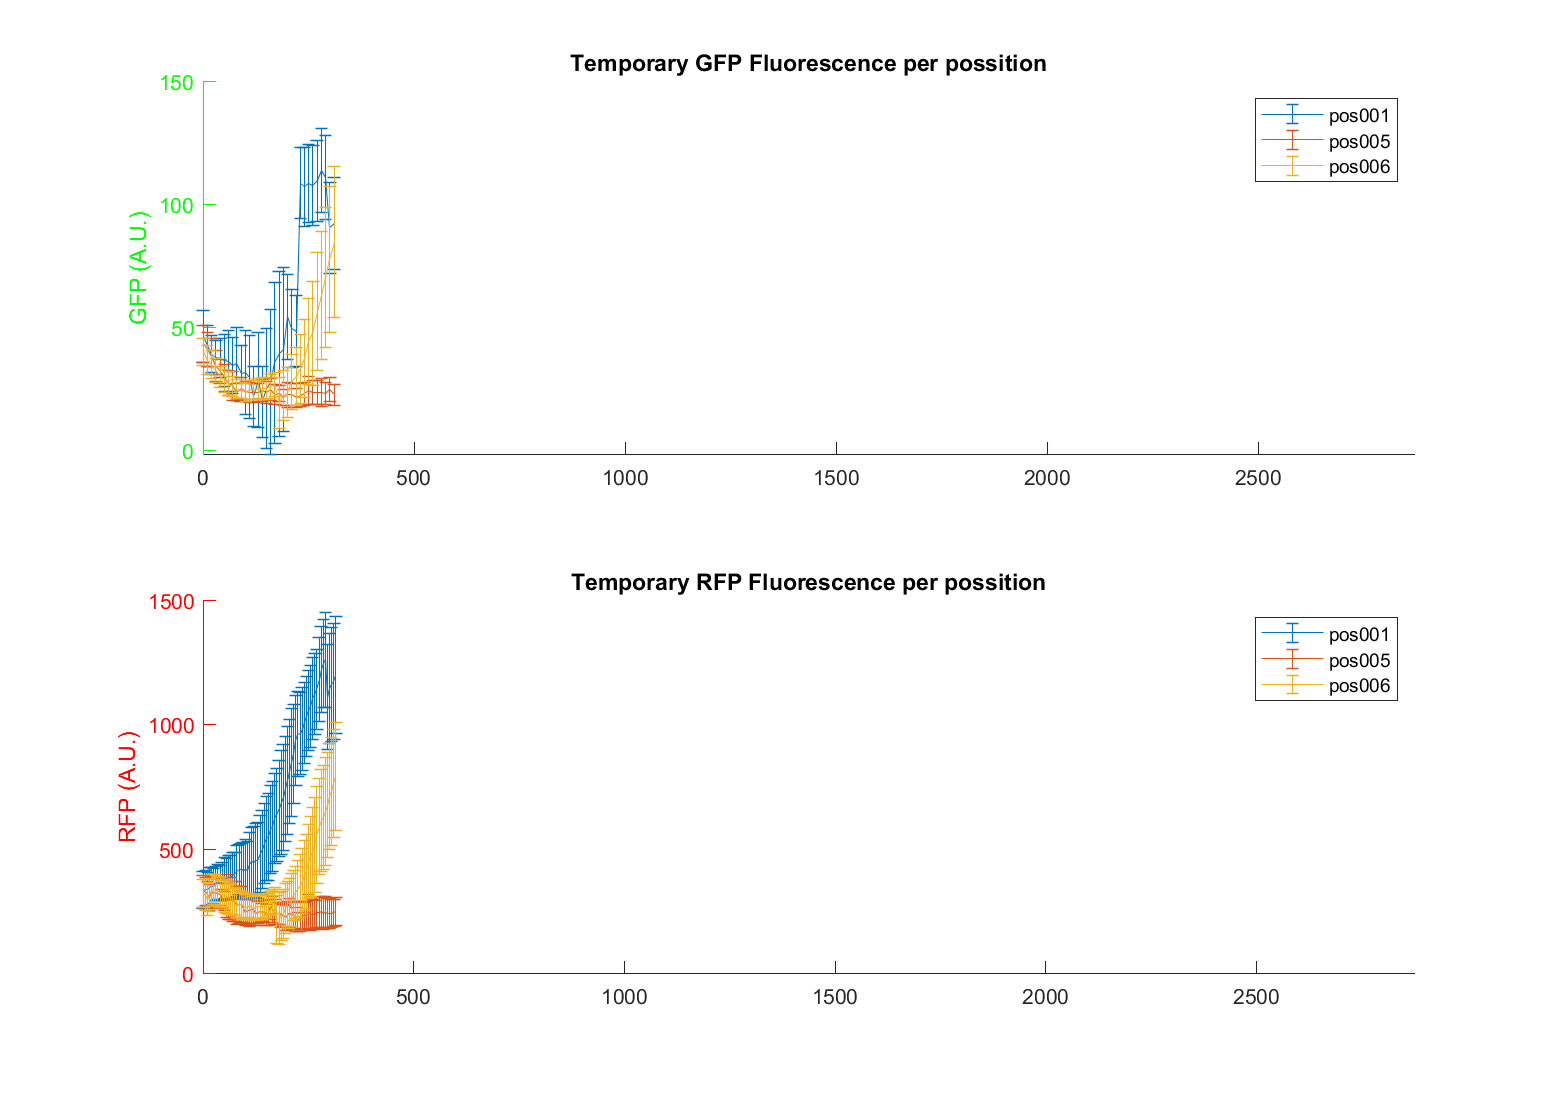 Temporary GFP Fluorescence per possition
150
100
50
0
GFP (A.U.)
pos001
pos005
pos006
0 500 1000 1500 2000 2500
Temporary RFP Fluorescence per possition
1500
1000
500
0
RFP (A.U.)
pos001
pos005
pos006
0 500 1000 1500 2000 2500